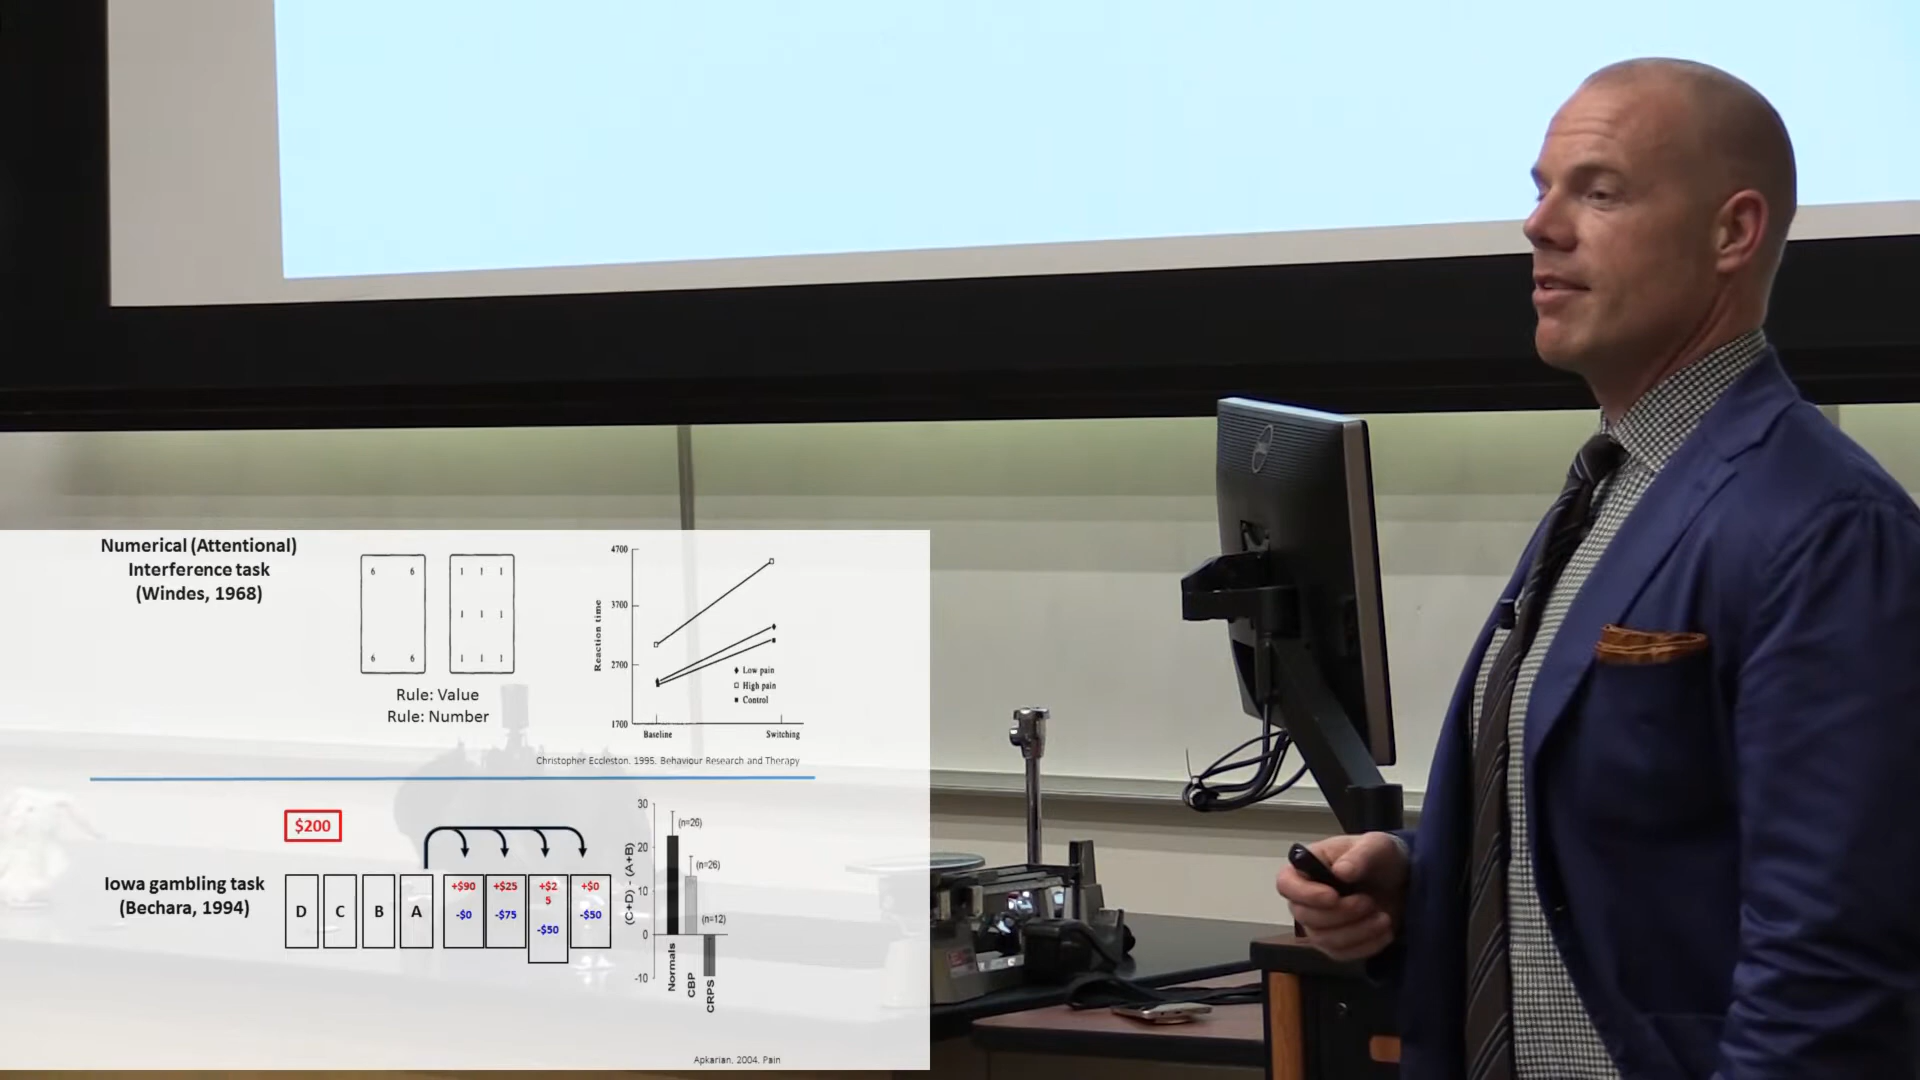 Numerical (Attentional)
Interference task
(Windes, 1968)
6 6
6 6
1 1 1
1 1 1
1 1 1
Rule: Value
Rule: Number
Reaction time
4700
3700
2700
1700
Low pain
High pain
Control
Baseline Switching
Christopher Eccleston. 1995. Behaviour Research and Therapy
$200
Iowa gambling task
(Bechara, 1994)
D C B A
+$90
-$0
+$25
-$75
+$2
5
-$50
+$0
-$50
(C+D) - (A+B)
30
20
10
0
-10
(n=26)
(n=26)
(n=12)
Normals
CBP
CRPS
Apkarian. 2004. Pain